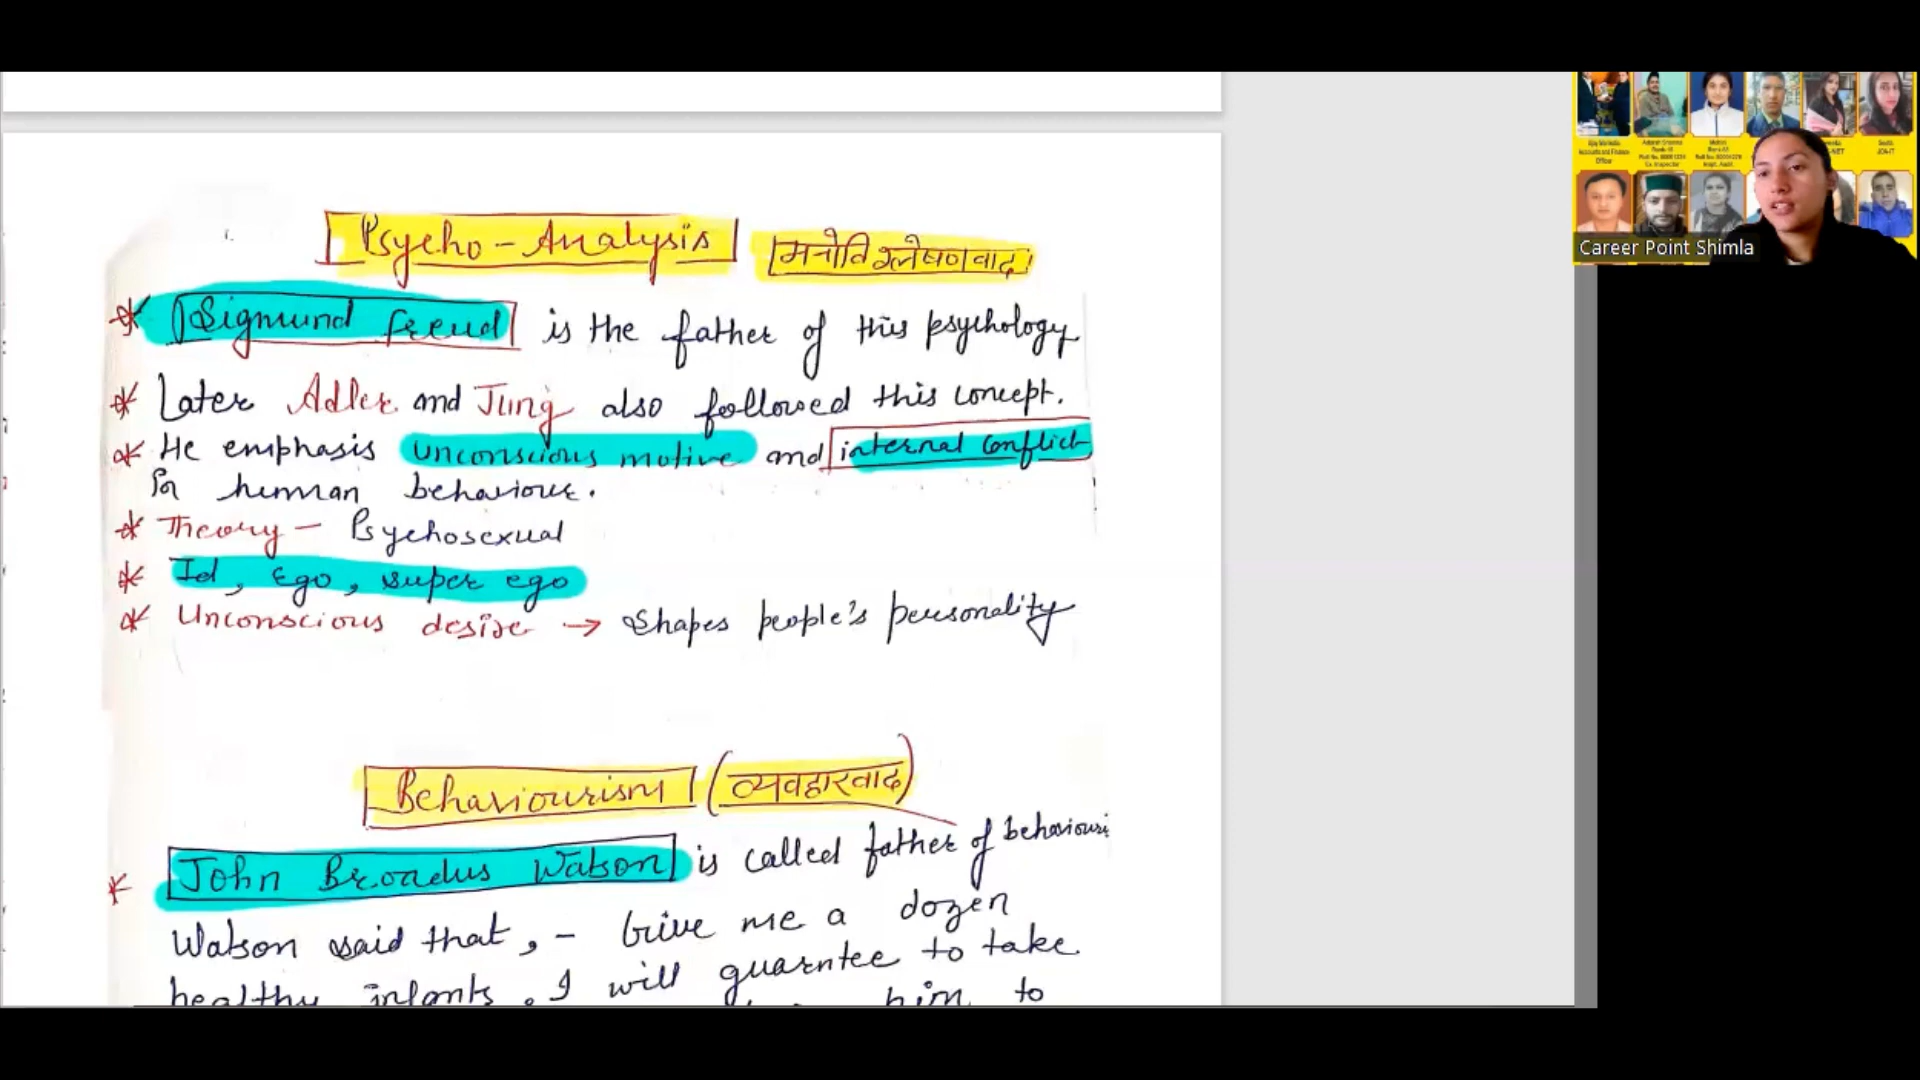 Psycho-Analysis मनोविश्लेषणवाद
Sigmund freud is the father of this psychology
Later Adler and Jung also followed this concept.
He emphasis unconscious motive and internal conflict
for human behaviour.
Theory - Psychosexual
Id, Ego, super ego
Unconscious desire → Shapes people's personality
Behaviourism (व्यवहारवाद)
John Broadus Watson is called father of behaviouri
Watson said that, - Give me a dozen
healthy infants. I will guarntee to take
him to
Career Point Shimla